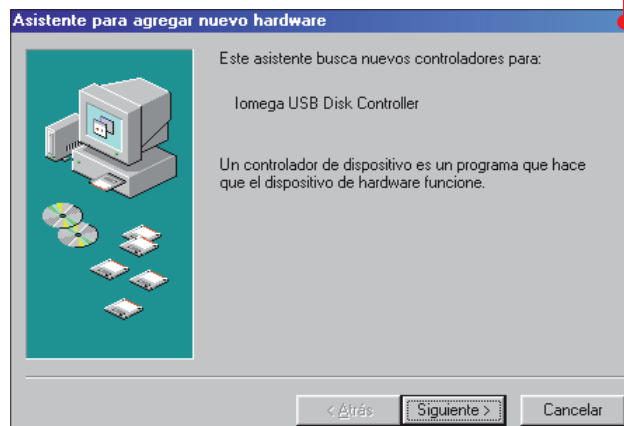 Asistente para agregar nuevo hardware
Este asistente busca nuevos controladores para:
Iomega USB Disk Controller
Un controlador de dispositivo es un programa que hace
que el dispositivo de hardware funcione.
< Atrás
Siguiente >
Cancelar